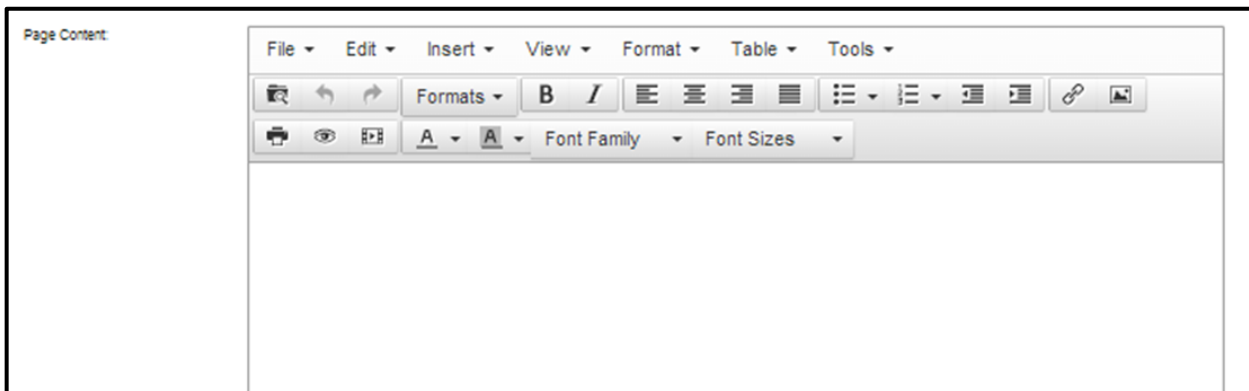 Page Content:
File Edit Insert View Format Table Tools
Formats B I
A A Font Family Font Sizes